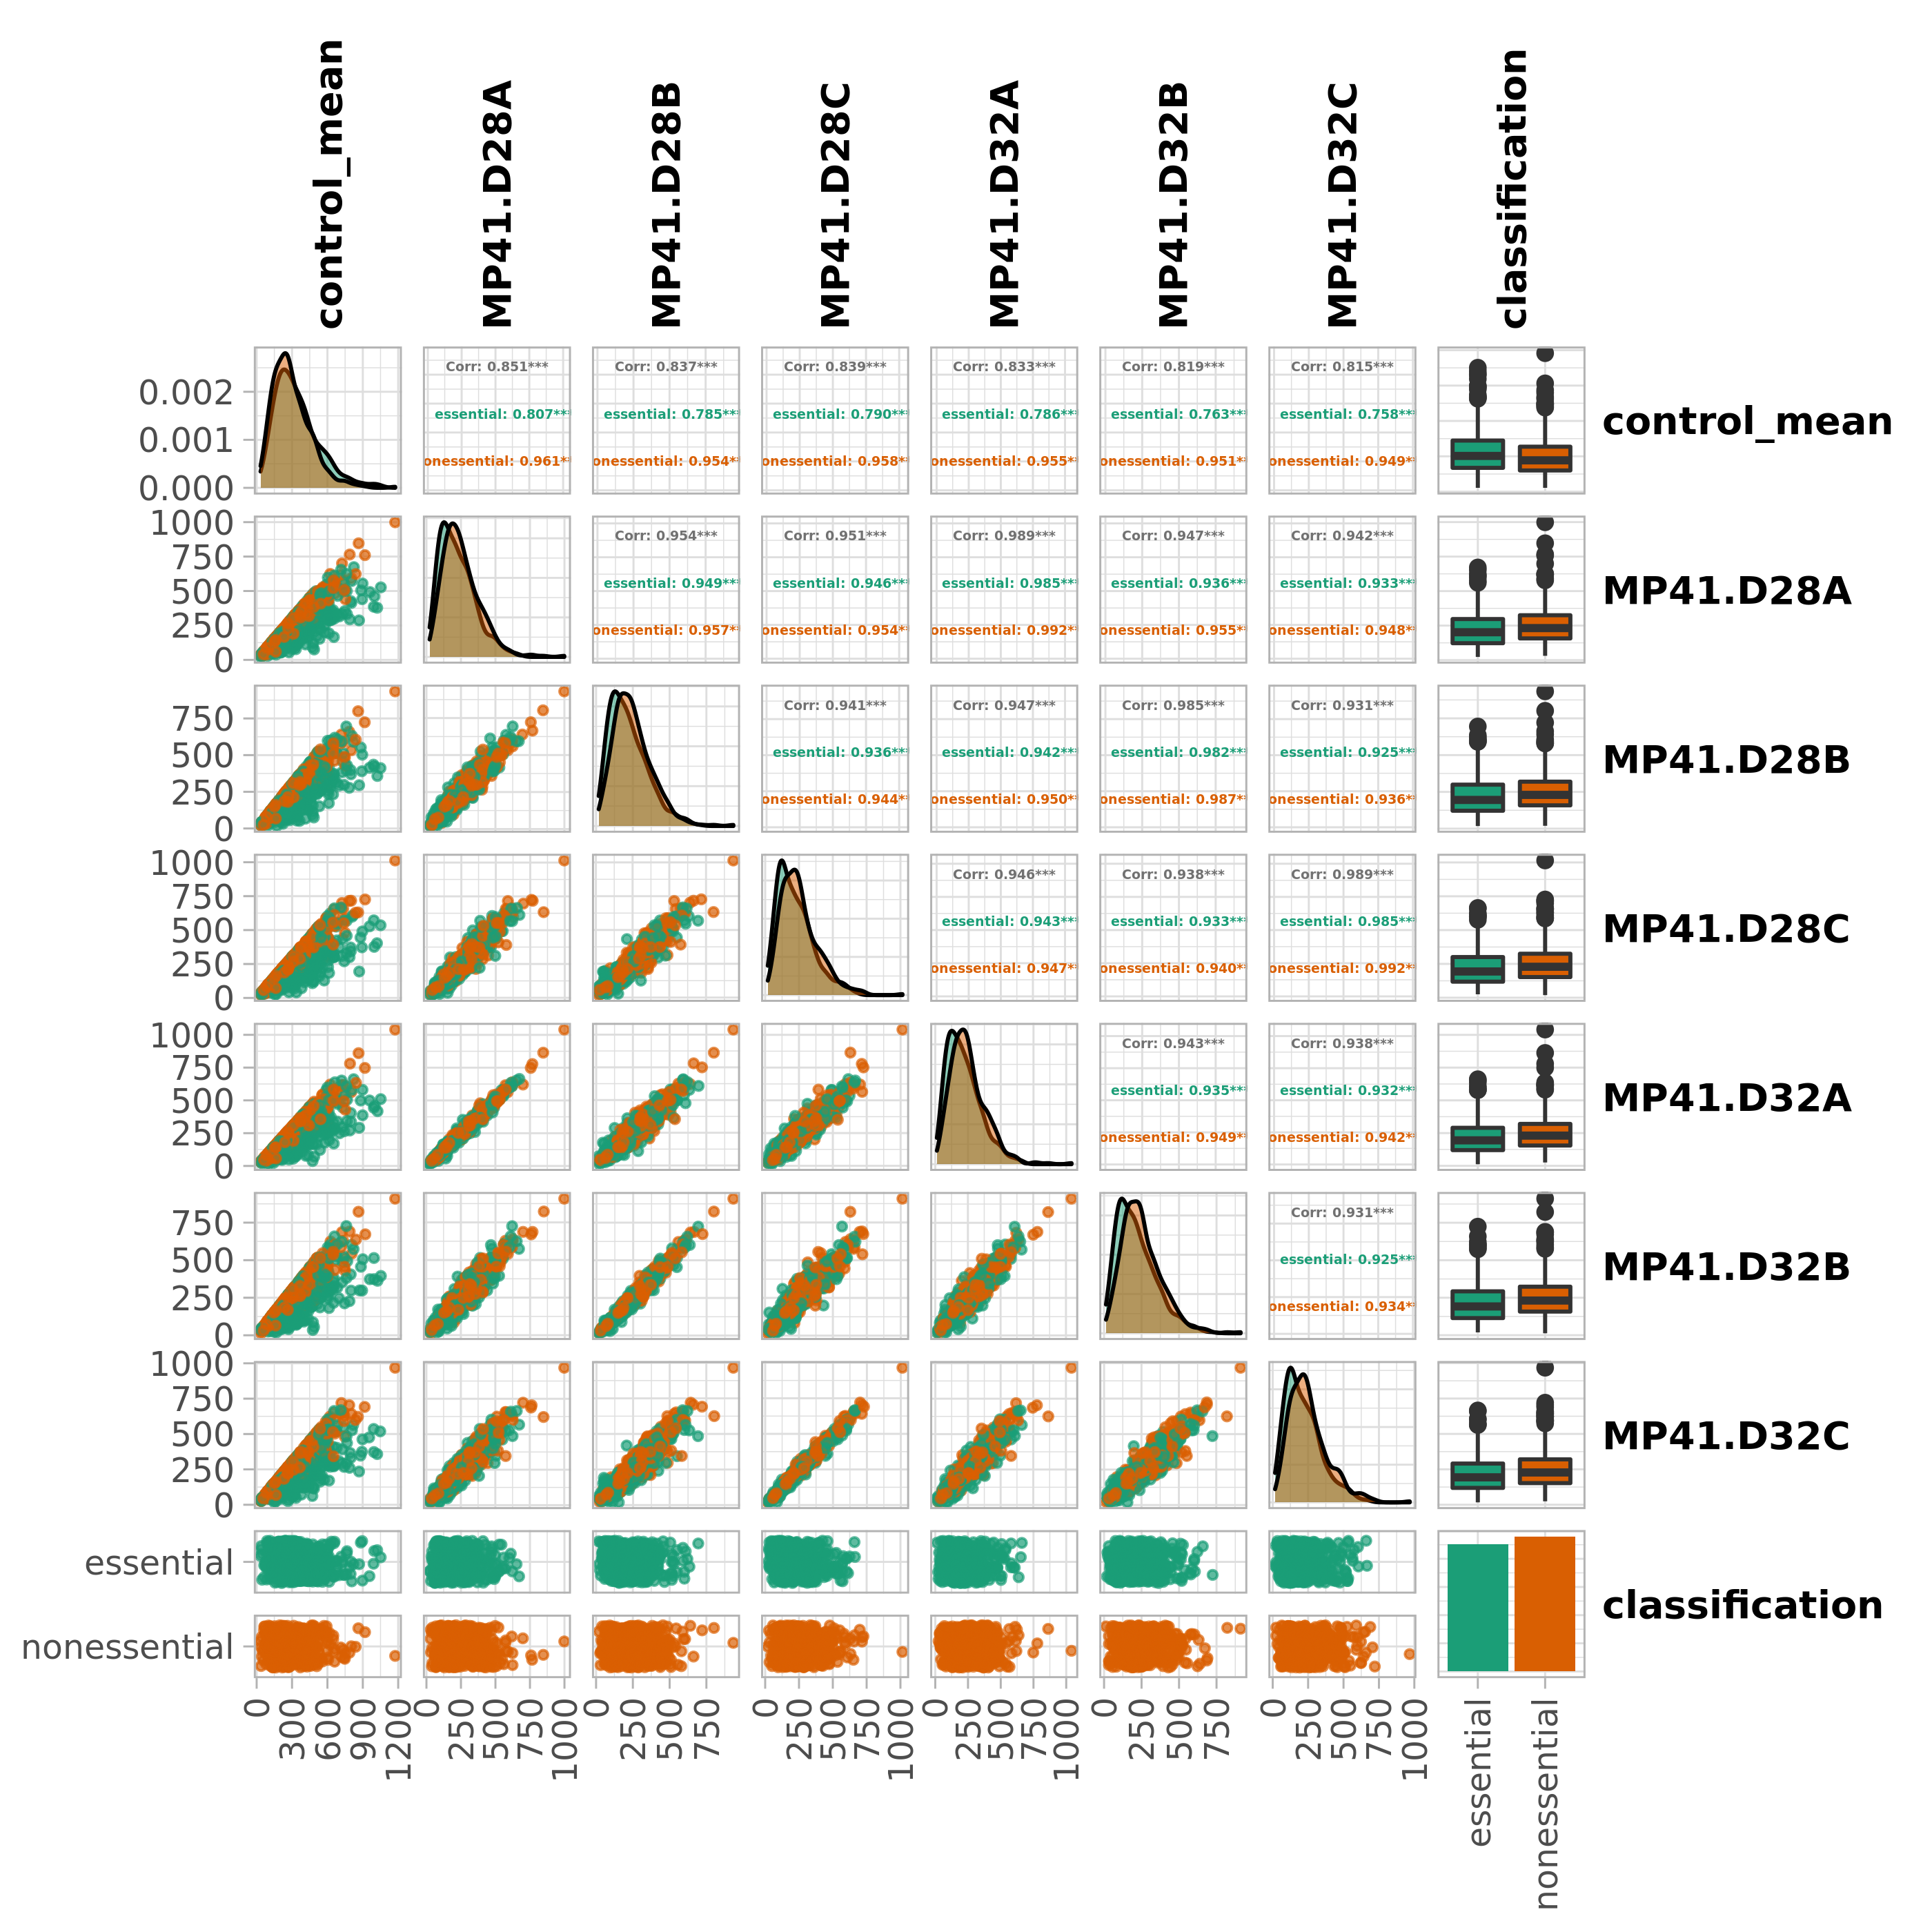 control_mean
MP41.D28A
MP41.D28B
MP41.D28C
MP41.D32A
MP41.D32B
MP41.D32C
classification
0.002
0.001
0.000
Corr: 0.851***
essential: 0.807***
onessential: 0.961**
Corr: 0.837***
essential: 0.785***
onessential: 0.954**
Corr: 0.839***
essential: 0.790***
onessential: 0.958**
Corr: 0.833***
essential: 0.786***
onessential: 0.955**
Corr: 0.819***
essential: 0.763***
onessential: 0.951**
Corr: 0.815***
essential: 0.758***
onessential: 0.949**
control_mean
1000
750
500
250
0
Corr: 0.954***
essential: 0.949***
onessential: 0.957**
Corr: 0.951***
essential: 0.946***
onessential: 0.954**
Corr: 0.989***
essential: 0.985***
onessential: 0.992**
Corr: 0.947***
essential: 0.936***
onessential: 0.955**
Corr: 0.942***
essential: 0.933***
onessential: 0.948**
MP41.D28A
750
500
250
0
Corr: 0.941***
essential: 0.936***
onessential: 0.944**
Corr: 0.947***
essential: 0.942***
onessential: 0.950**
Corr: 0.985***
essential: 0.982***
onessential: 0.987**
Corr: 0.931***
essential: 0.925***
onessential: 0.936**
MP41.D28B
1000
750
500
250
0
Corr: 0.946***
essential: 0.943***
onessential: 0.947**
Corr: 0.938***
essential: 0.933***
onessential: 0.940**
Corr: 0.989***
essential: 0.985***
onessential: 0.992**
MP41.D28C
1000
750
500
250
0
Corr: 0.943***
essential: 0.935***
onessential: 0.949**
Corr: 0.938***
essential: 0.932***
onessential: 0.942**
MP41.D32A
750
500
250
0
Corr: 0.931***
essential: 0.925***
onessential: 0.934**
MP41.D32B
1000
750
500
250
0
MP41.D32C
essential
nonessential
classification
0
300
600
900
1200
0
250
500
750
1000
0
250
500
750
0
250
500
750
1000
0
250
500
750
1000
0
250
500
750
0
250
500
750
1000
essential
nonessential